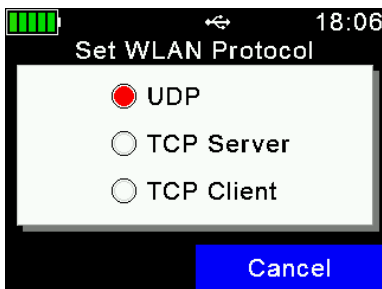 18:06
Set WLAN Protocol
UDP
TCP Server
TCP Client
Cancel